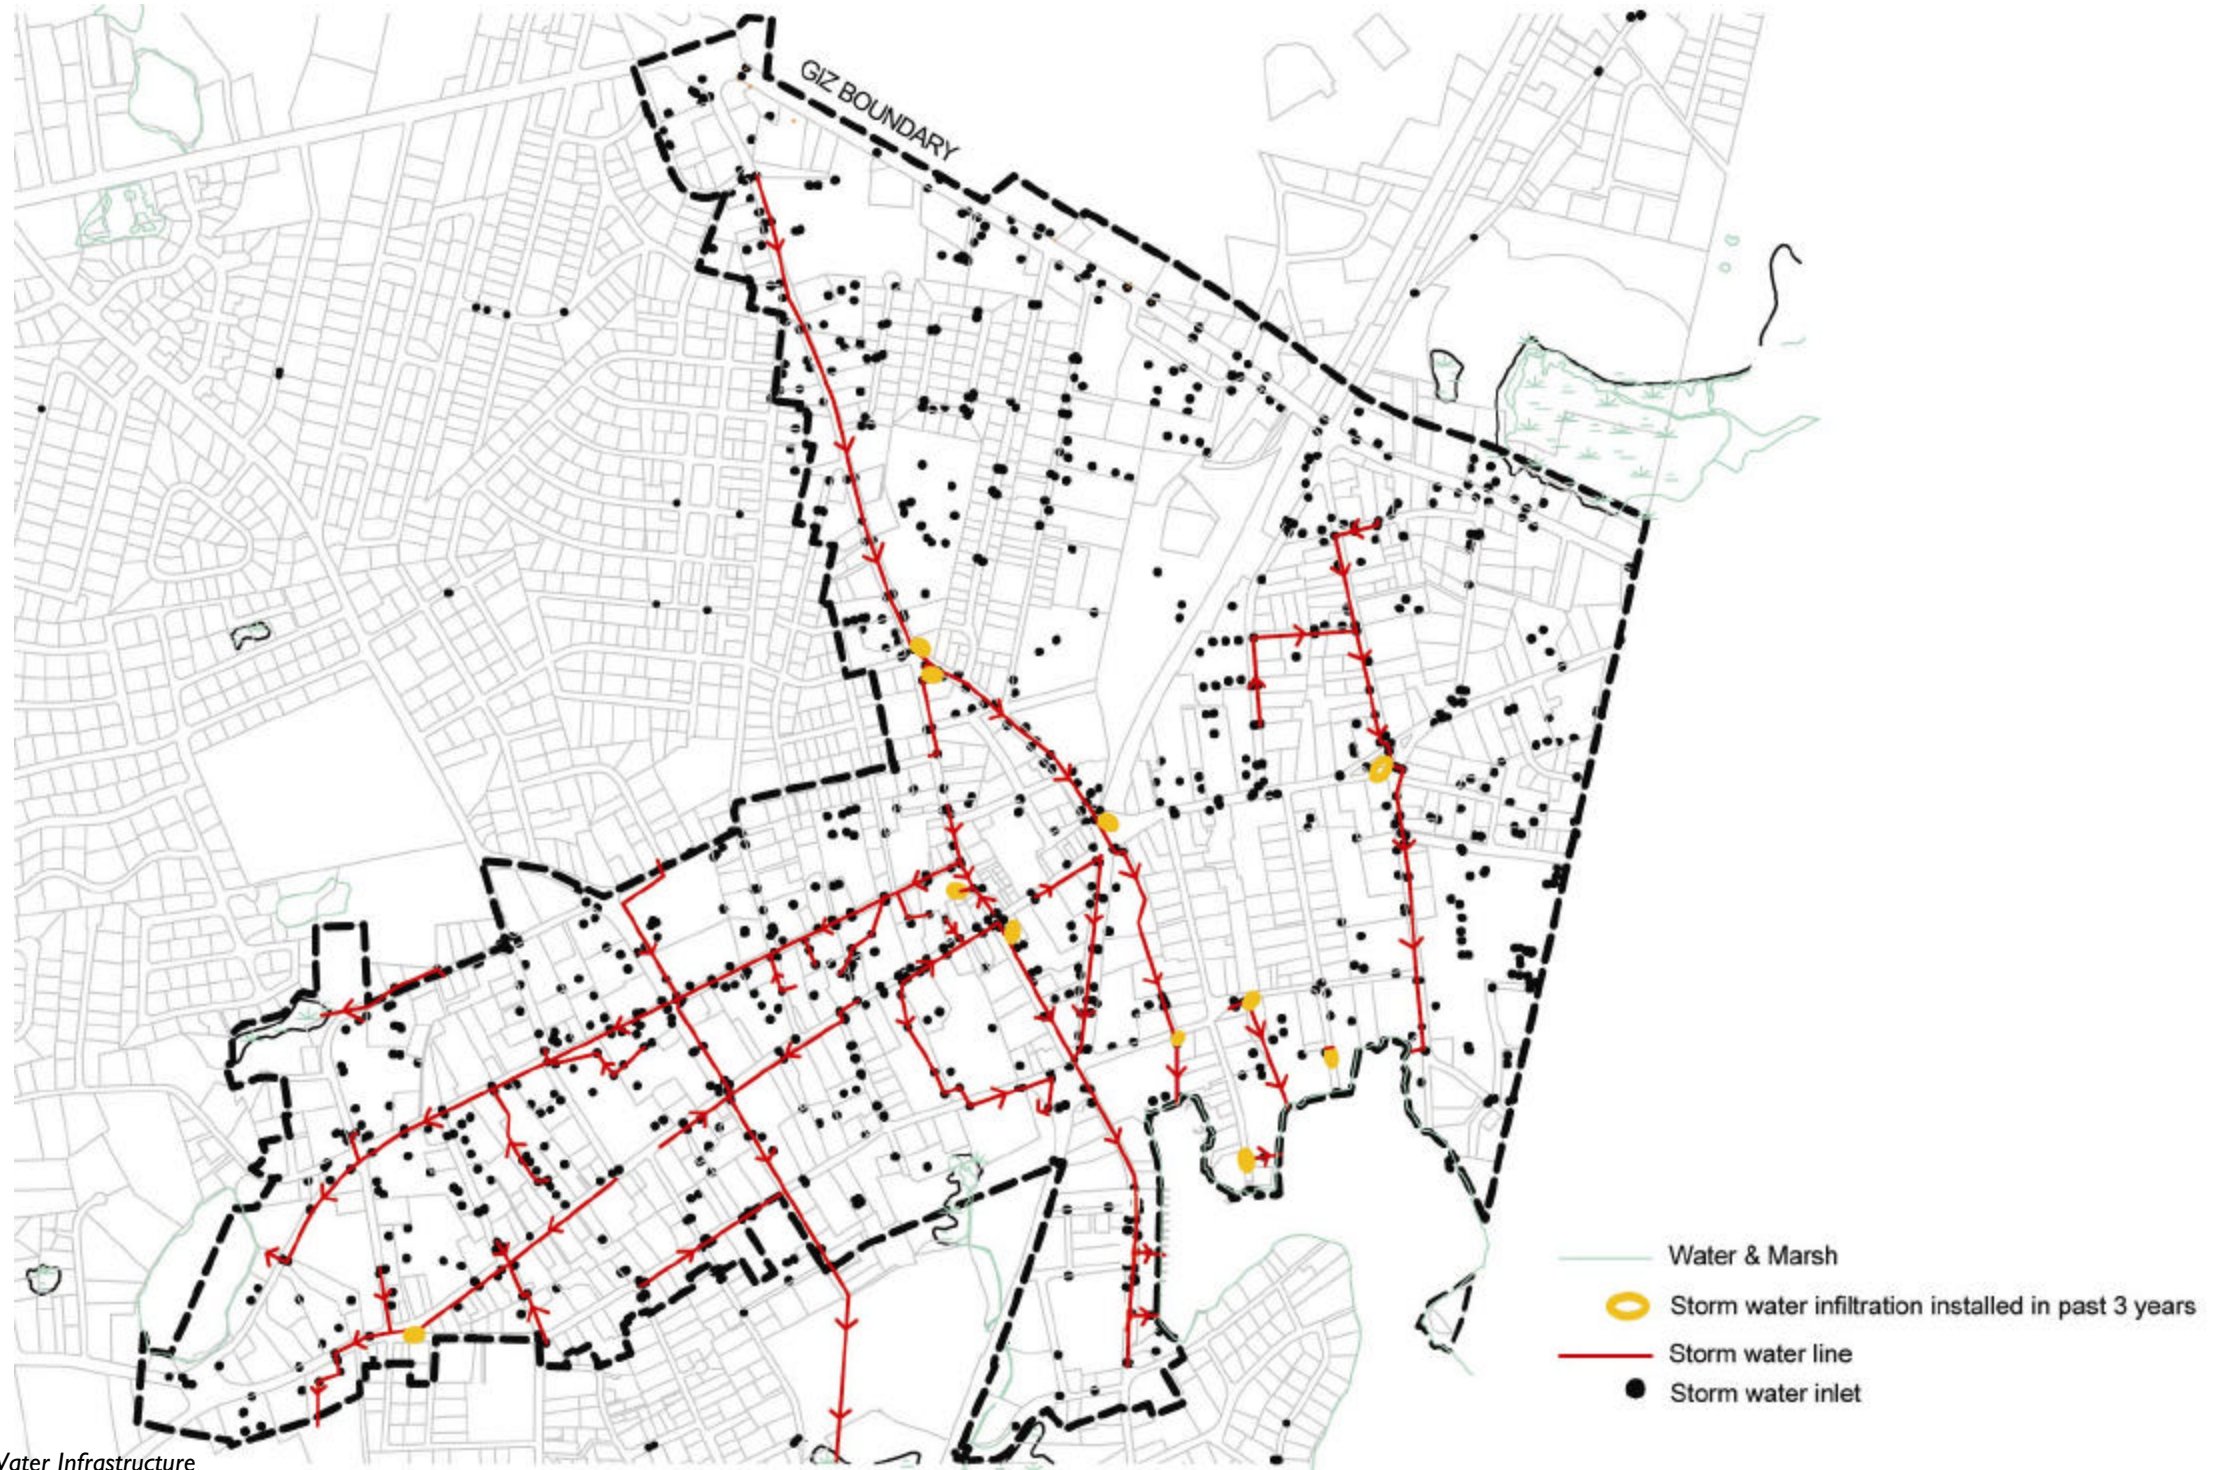 GIZ BOUNDARY
Water & Marsh
Storm water infiltration installed in past 3 years
Storm water line
Storm water inlet
Water Infrastructure